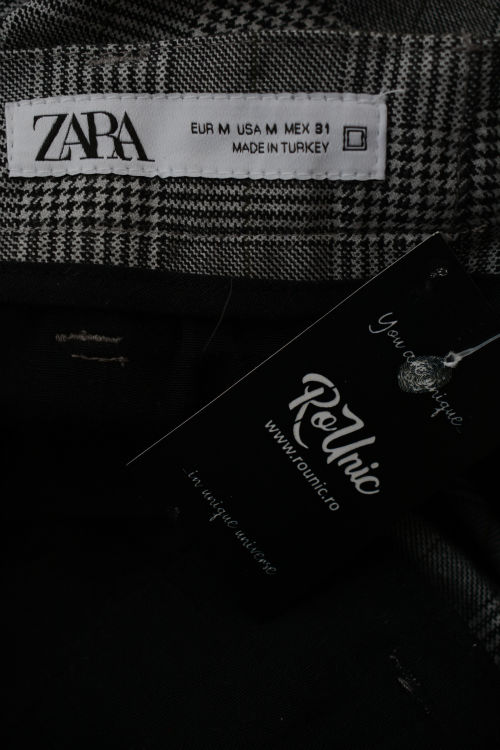 ZARA
EUR M USA M MEX 31
MADE IN TURKEY
You are unique
RoUnic
www.rounic.ro
...in unique universe